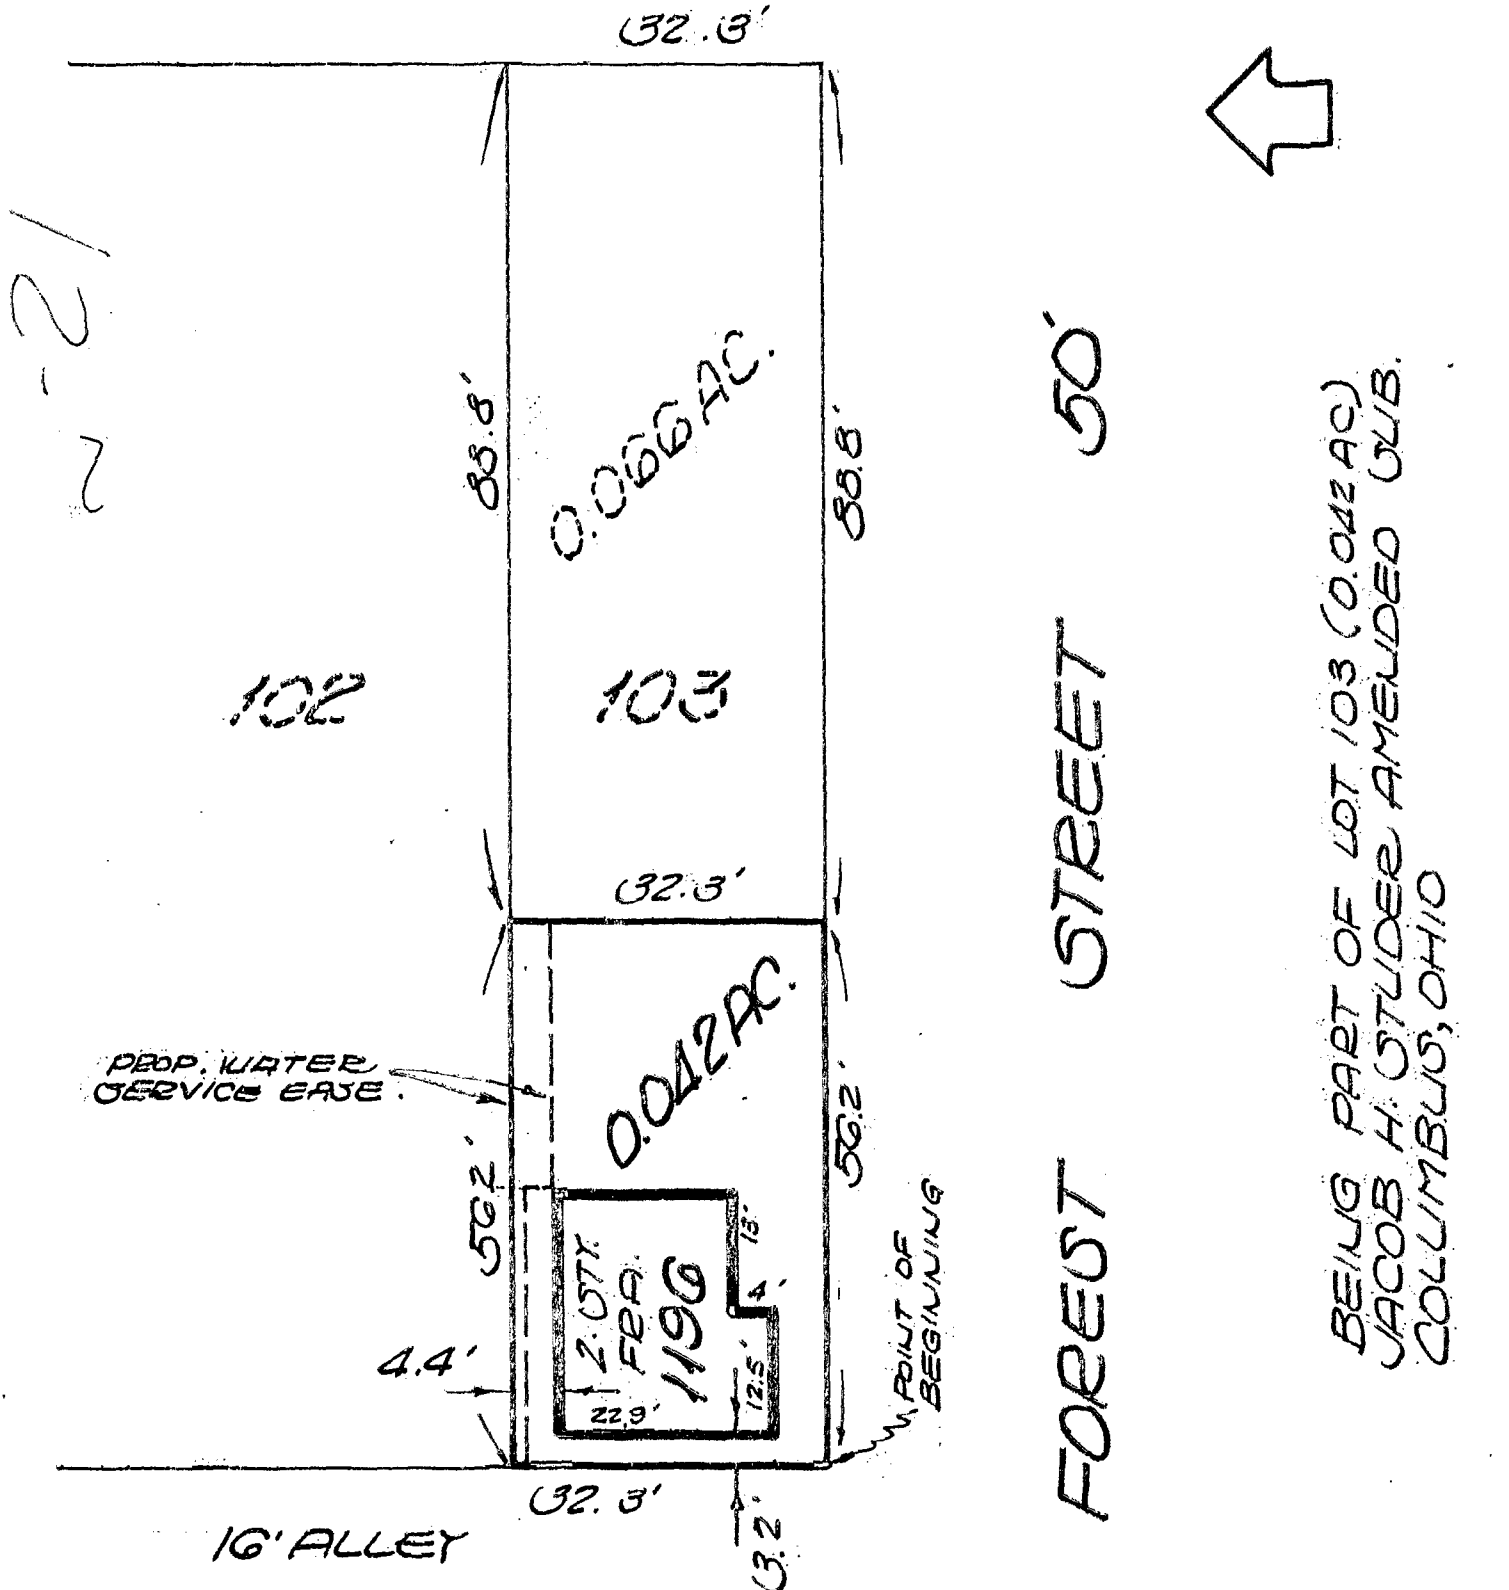 32.3'
88.8'
88.8'
0.066 AC.
102
103
32.3'
0.042 AC.
PROP. WATER
SERVICE EASE.
56.2'
56.2'
2. STY.
FRA.
1196
13'
4'
12.5'
22.9'
4.4'
POINT OF
BEGINNING
32.3'
3.2'
16' ALLEY
FOREST STREET 50'
BEING PART OF LOT 103 (0.042 AC)
JACOB H. STUDER AMENDED SUB.
COLUMBUS, OHIO